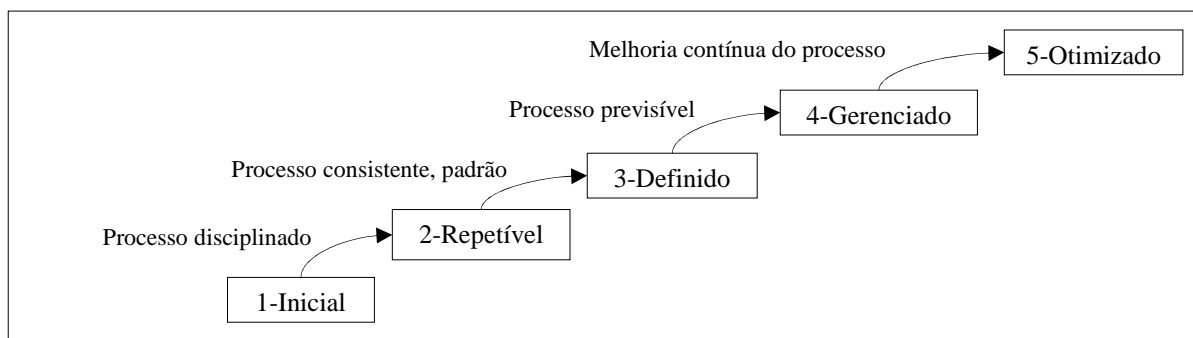 Melhoria contínua do processo
5-Otimizado
Processo previsível
4-Gerenciado
Processo consistente, padrão
3-Definido
Processo disciplinado
2-Repetível
1-Inicial